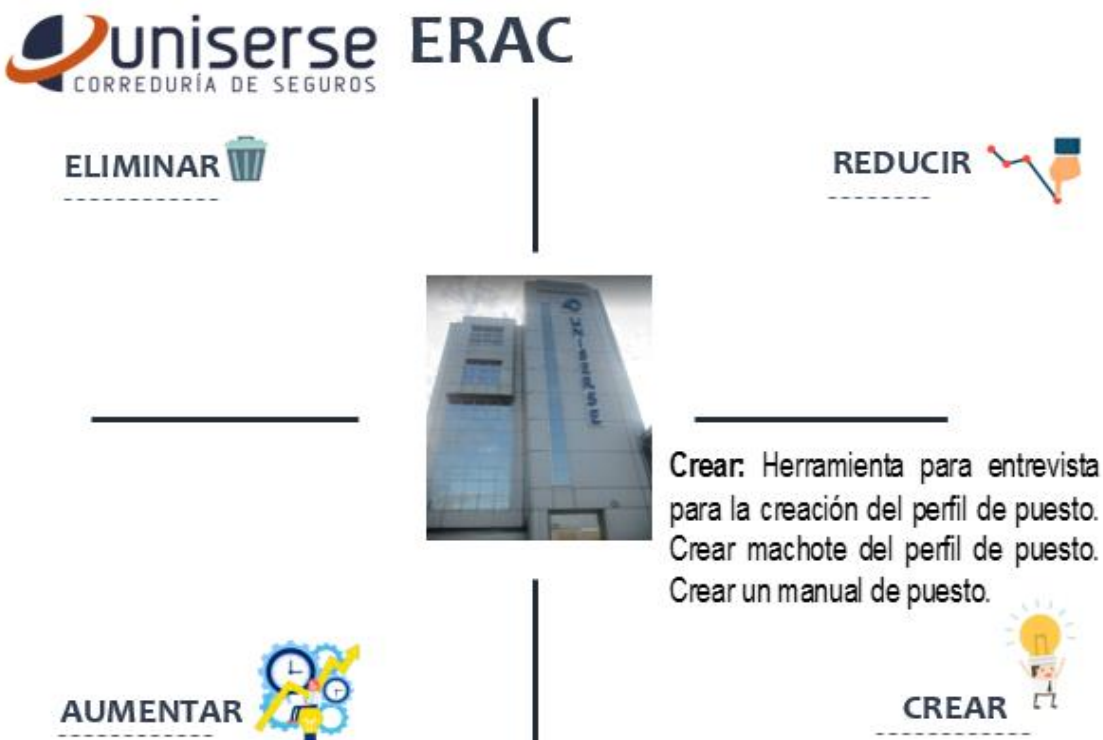 uniserse ERAC
CORREDURÍA DE SEGUROS
ELIMINAR
REDUCIR
UNISERSE
Crear: Herramienta para entrevista
para la creación del perfil de puesto.
Crear machote del perfil de puesto.
Crear un manual de puesto.
AUMENTAR
CREAR